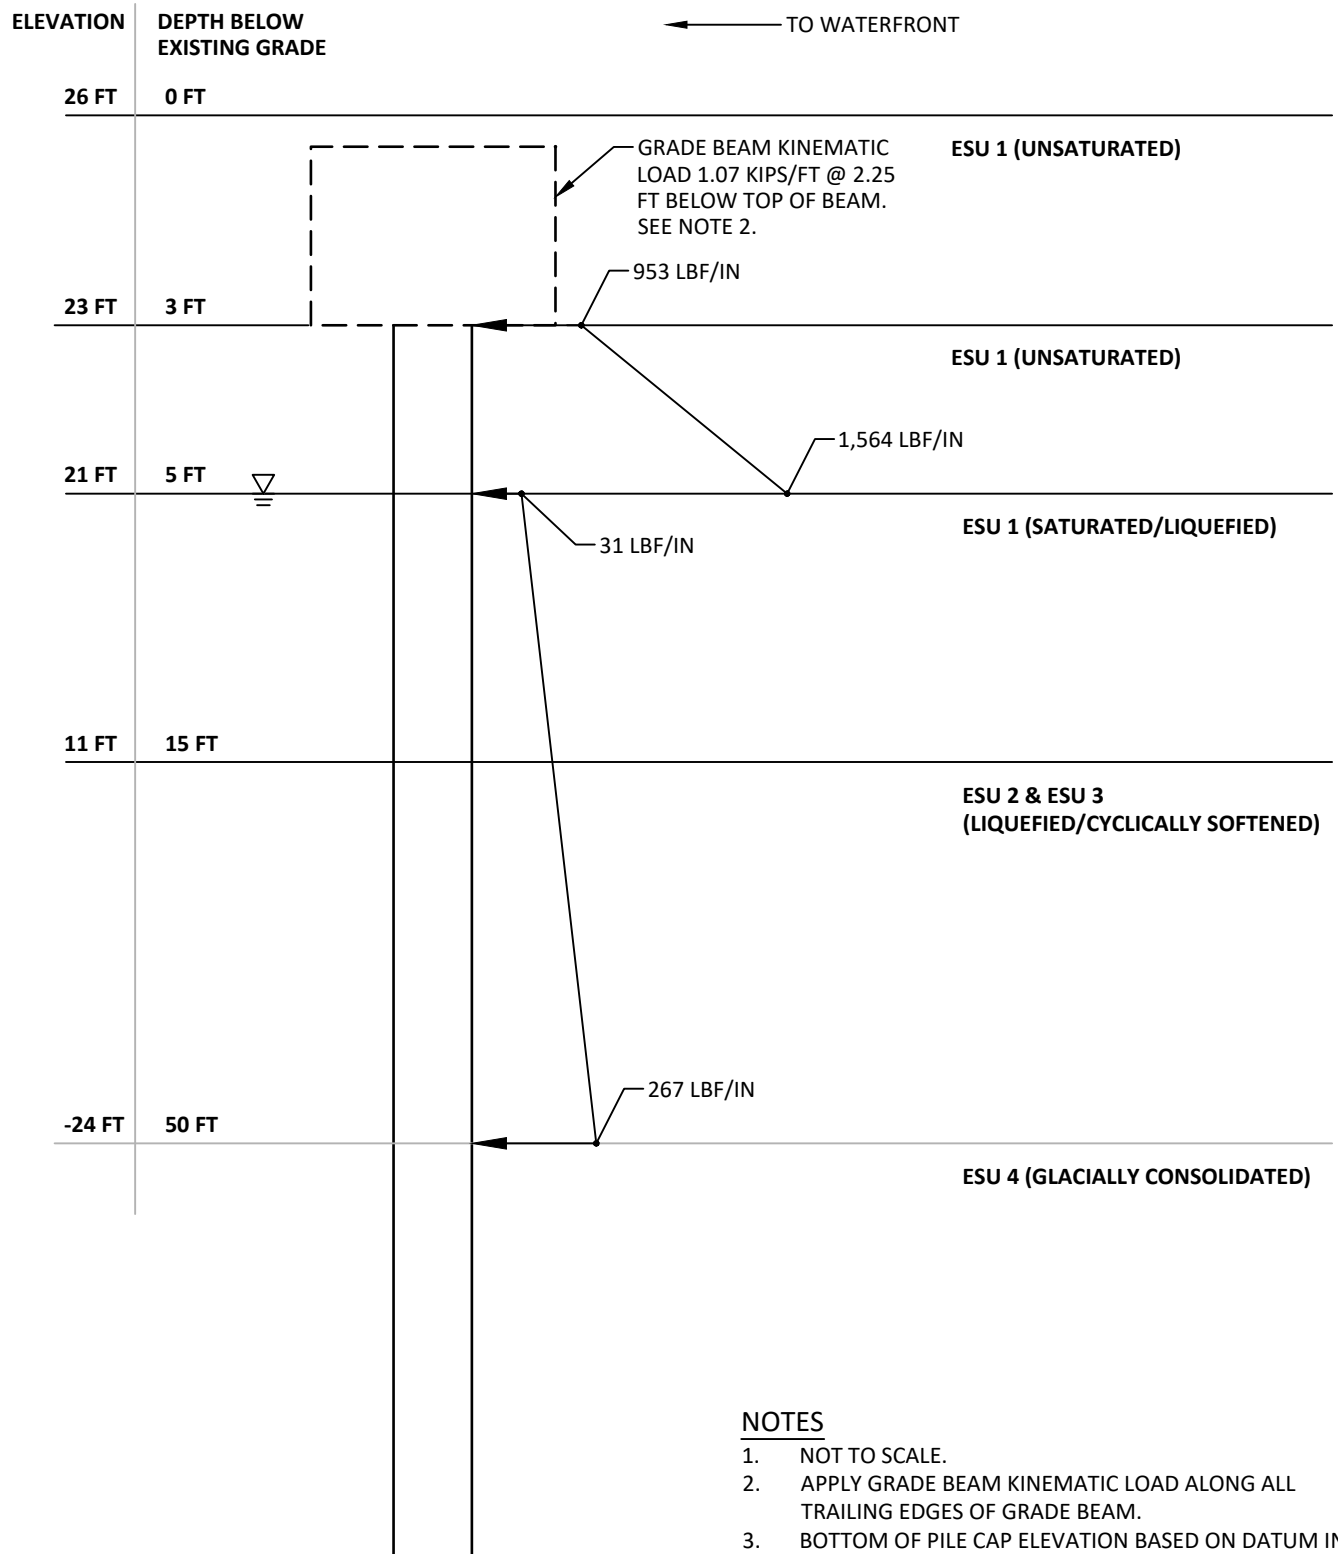 ELEVATION
DEPTH BELOW
EXISTING GRADE
TO WATERFRONT
26 FT
0 FT
GRADE BEAM KINEMATIC
LOAD 1.07 KIPS/FT @ 2.25
FT BELOW TOP OF BEAM.
SEE NOTE 2.
ESU 1 (UNSATURATED)
953 LBF/IN
23 FT
3 FT
ESU 1 (UNSATURATED)
1,564 LBF/IN
21 FT
5 FT
ESU 1 (SATURATED/LIQUEFIED)
31 LBF/IN
11 FT
15 FT
ESU 2 & ESU 3
(LIQUEFIED/CYCLICALLY SOFTENED)
267 LBF/IN
-24 FT
50 FT
ESU 4 (GLACIALLY CONSOLIDATED)
NOTES
1. NOT TO SCALE.
2. APPLY GRADE BEAM KINEMATIC LOAD ALONG ALL
TRAILING EDGES OF GRADE BEAM.
3. BOTTOM OF PILE CAP ELEVATION BASED ON DATUM IN